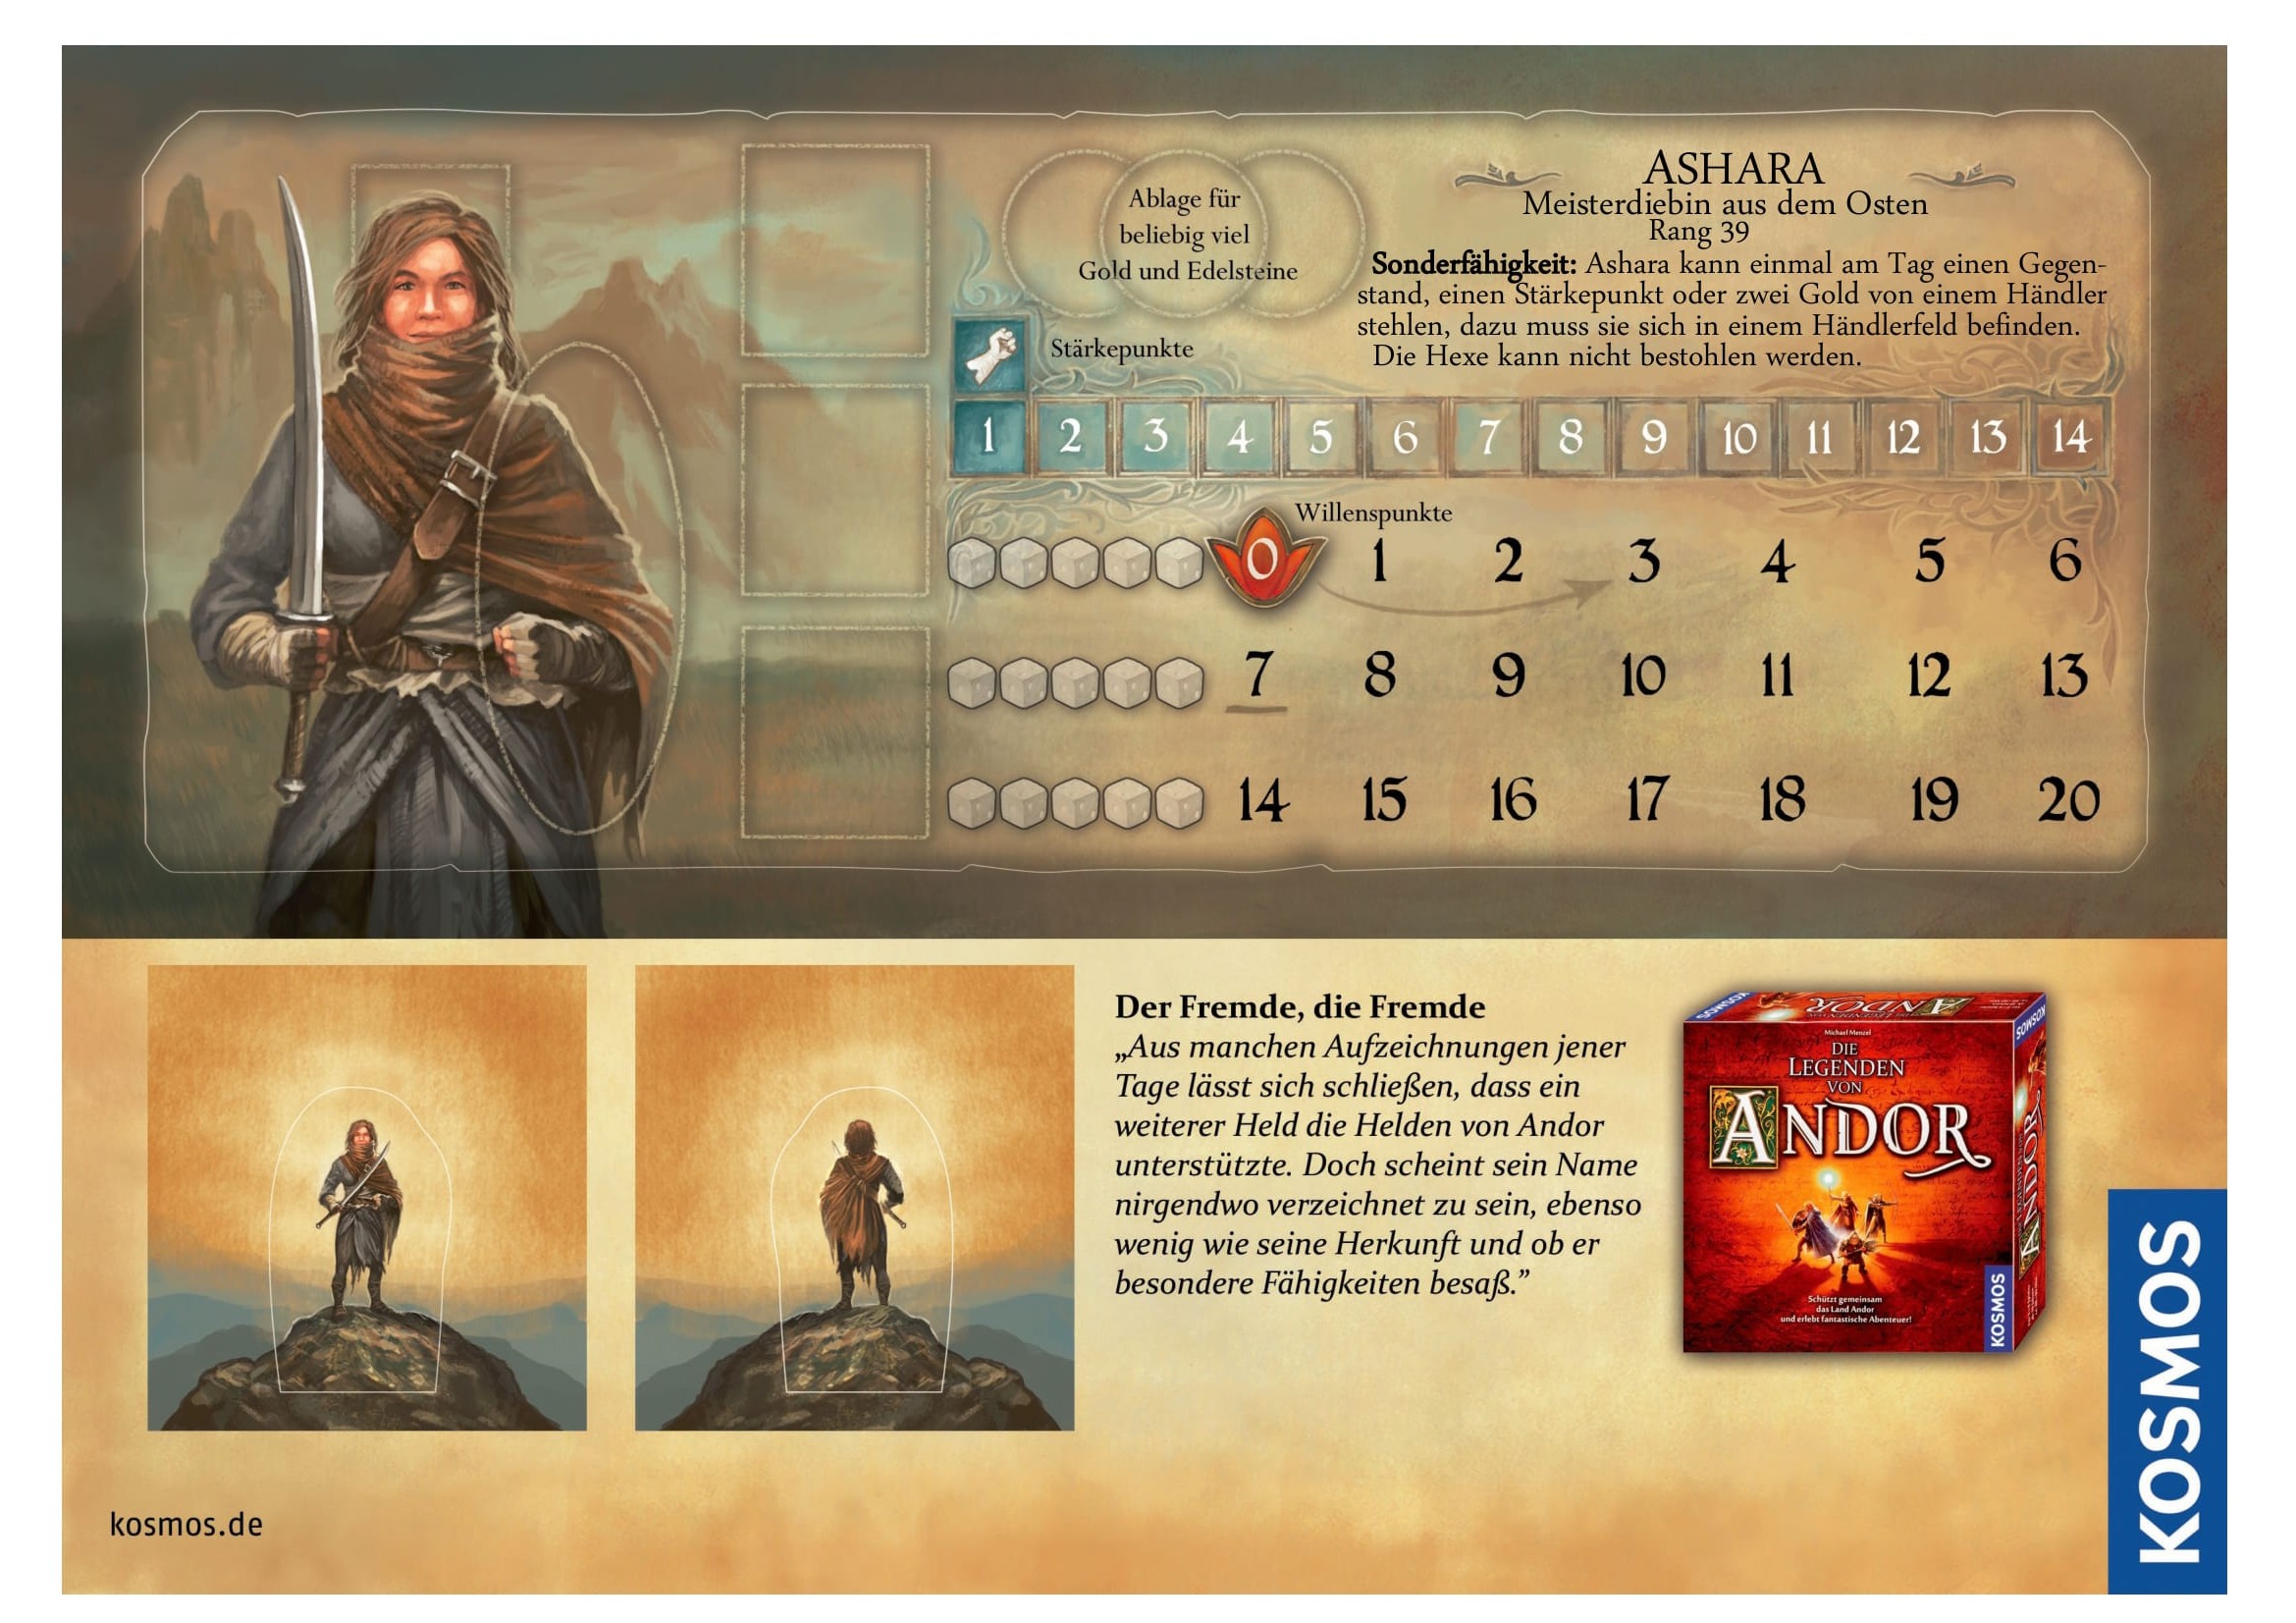 ASHARA
Meisterdiebin aus dem Osten
Rang 39
Sonderfähigkeit: Ashara kann einmal am Tag einen Gegen-
stand, einen Stärkepunkt oder zwei Gold von einem Händler
stehlen, dazu muss sie sich in einem Händlerfeld befinden.
Die Hexe kann nicht bestohlen werden.
Ablage für
beliebig viel
Gold und Edelsteine
Stärkepunkte
1 2 3 4 5 6 7 8 9 10 11 12 13 14
Willenspunkte
0 1 2 3 4 5 6
7 8 9 10 11 12 13
14 15 16 17 18 19 20
Der Fremde, die Fremde
„Aus manchen Aufzeichnungen jener
Tage lässt sich schließen, dass ein
weiterer Held die Helden von Andor
unterstützte. Doch scheint sein Name
nirgendwo verzeichnet zu sein, ebenso
wenig wie seine Herkunft und ob er
besondere Fähigkeiten besaß.”
KOSMOS
ANDOR
KOSMOS
Michael Menzel
DIE
LEGENDEN
VON
ANDOR
ANDOR
Schützt gemeinsam
das Land Andor
und erlebt fantastische Abenteuer!
KOSMOS
KOSMOS
kosmos.de